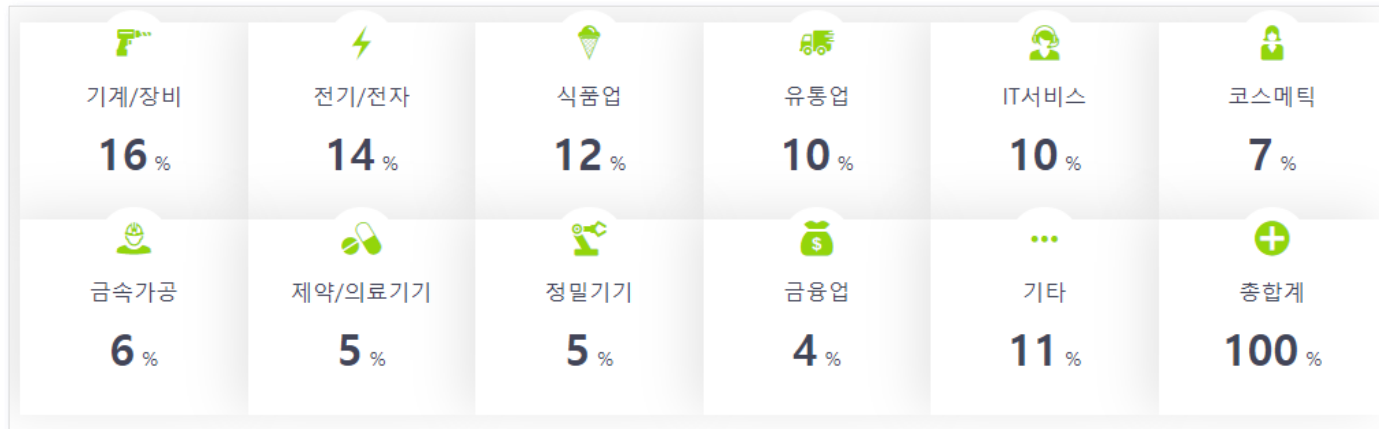 기계/장비 전기/전자 식품업 유통업 IT서비스 코스메틱
16 % 14 % 12 % 10 % 10 % 7 %
금속가공 제약/의료기기 정밀기기 금융업 기타 총합계
6 % 5 % 5 % 4 % 11 % 100 %